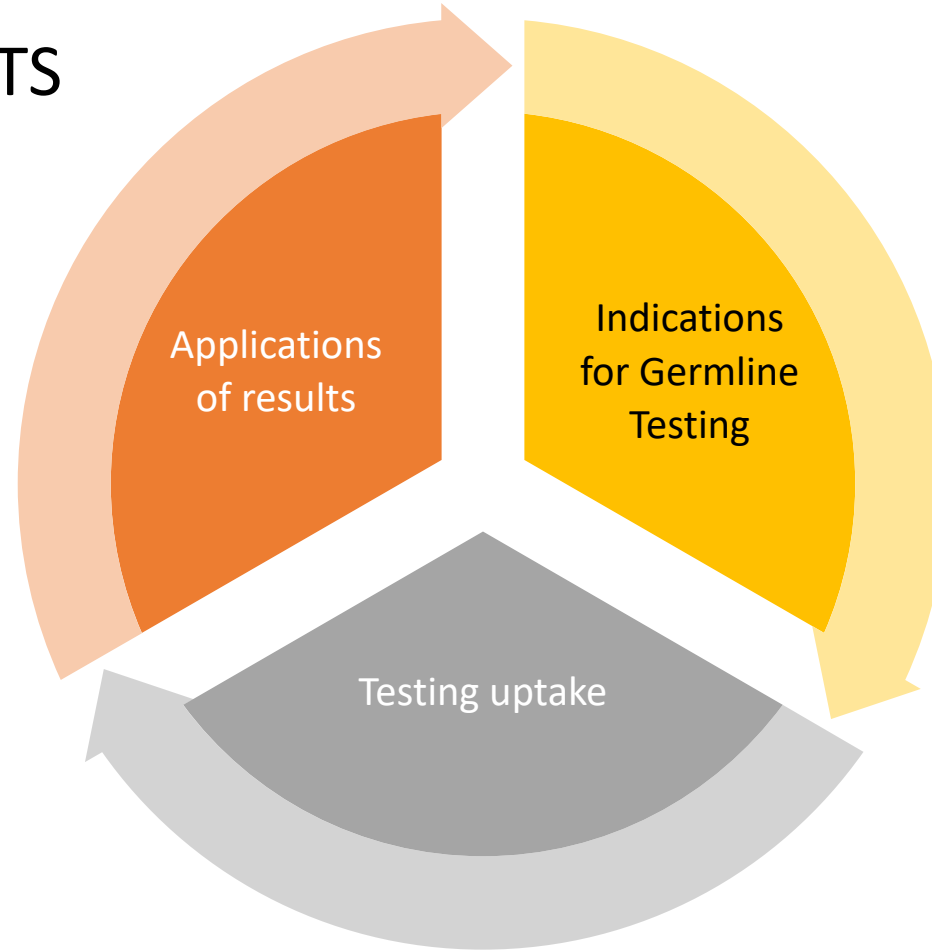 TS
Applications
of results
Indications
for Germline
Testing
Testing uptake